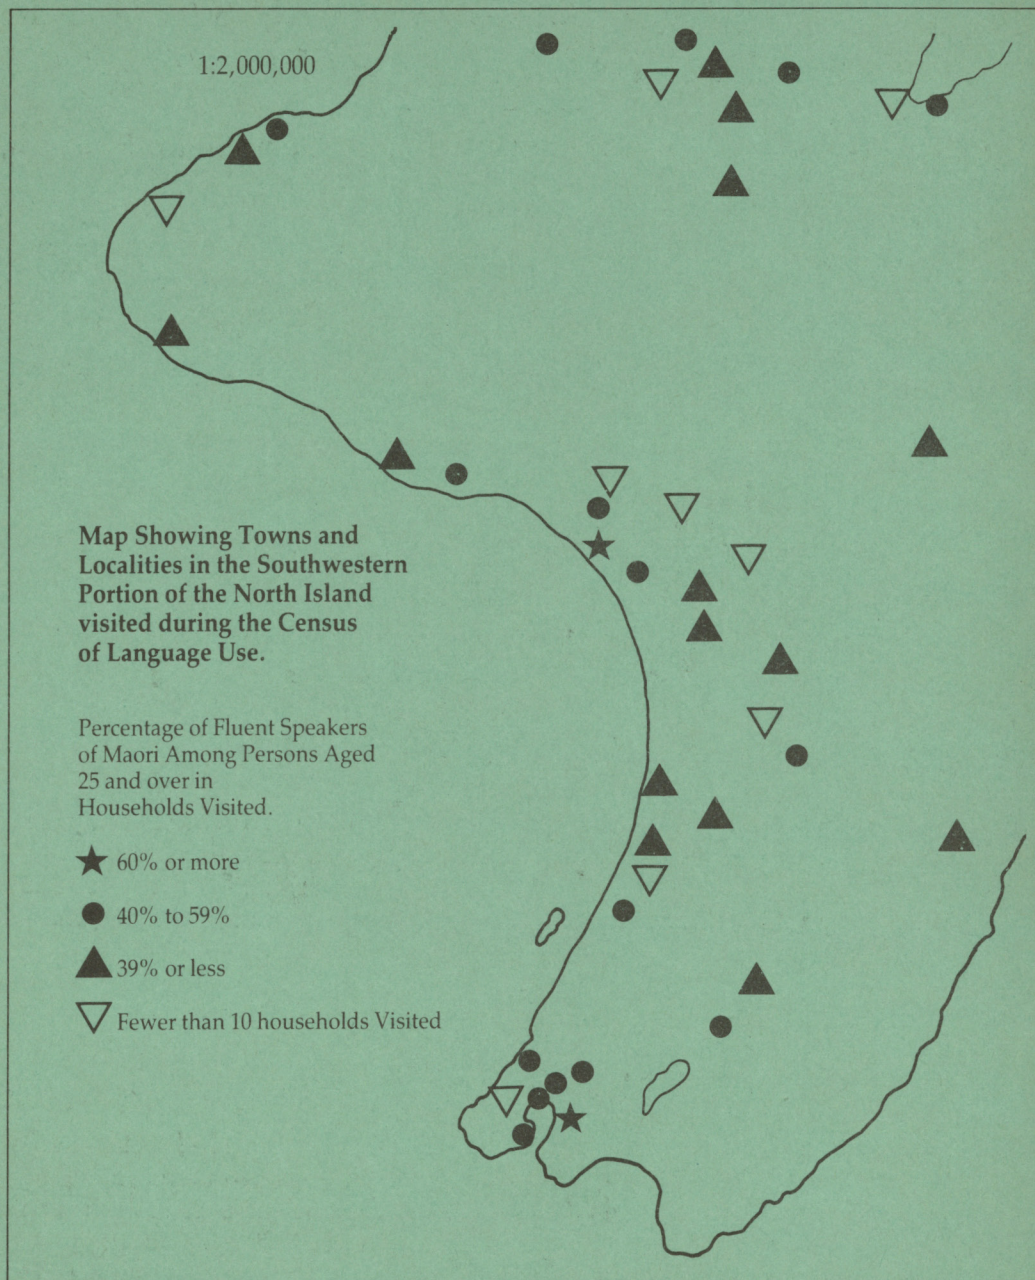 1:2,000,000
Map Showing Towns and
Localities in the Southwestern
Portion of the North Island
visited during the Census
of Language Use.
Percentage of Fluent Speakers
of Maori Among Persons Aged
25 and over in
Households Visited.
60% or more
40% to 59%
39% or less
Fewer than 10 households Visited